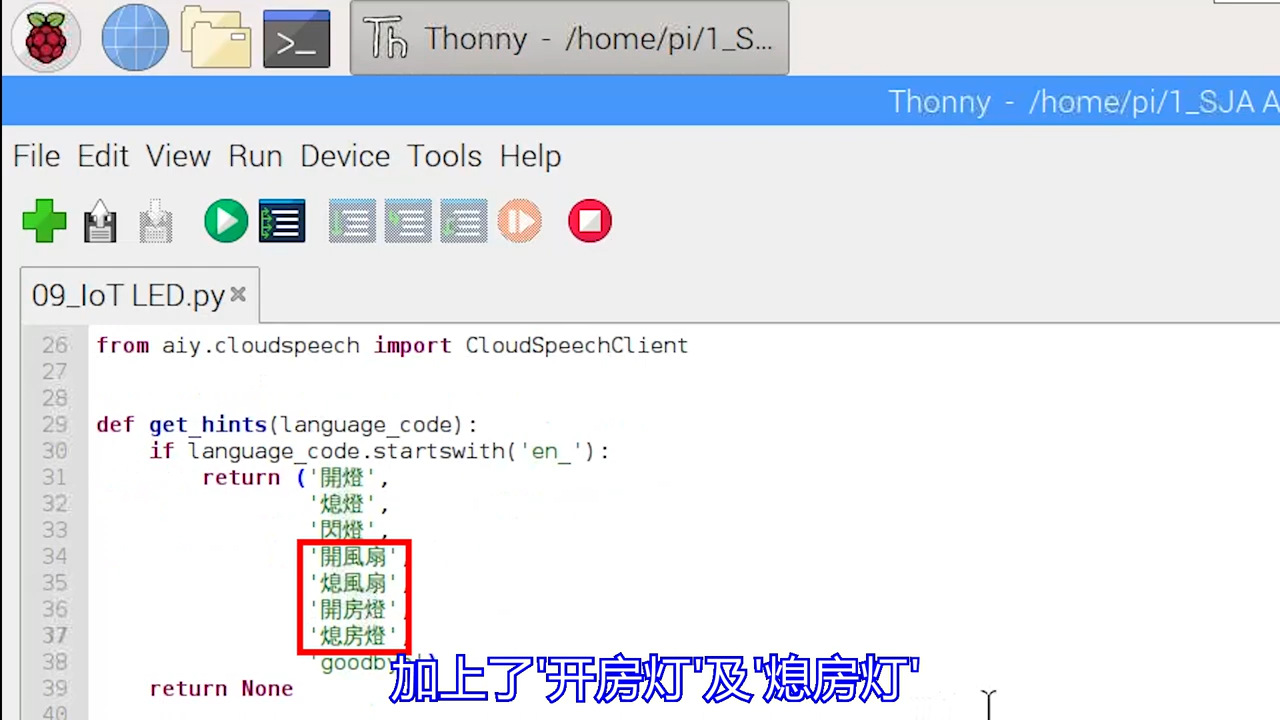 Thonny - /home/pi/1_S...
Thonny - /home/pi/1_SJA A
File Edit View Run Device Tools Help
09_IoT LED.py
26 from aiy.cloudspeech import CloudSpeechClient
27
28
29 def get_hints(language_code):
30 if language_code.startswith('en_'):
31 return ('開燈',
32 '熄燈',
33 '閃燈',
34 '開風扇',
35 '熄風扇',
36 '開房燈',
37 '熄房燈',
38 'goodbye')
39 return None
40
加上了'开房灯'及'熄房灯'